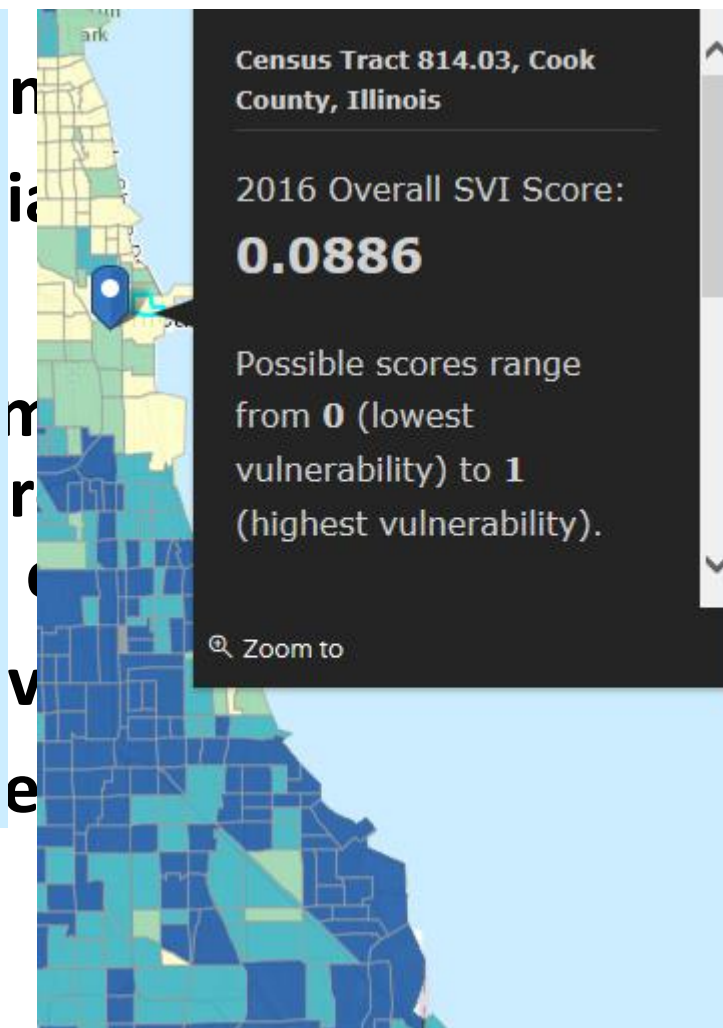 ark
Census Tract 814.03, Cook
County, Illinois
2016 Overall SVI Score:
0.0886
Possible scores range
from 0 (lowest
vulnerability) to 1
(highest vulnerability).
Zoom to